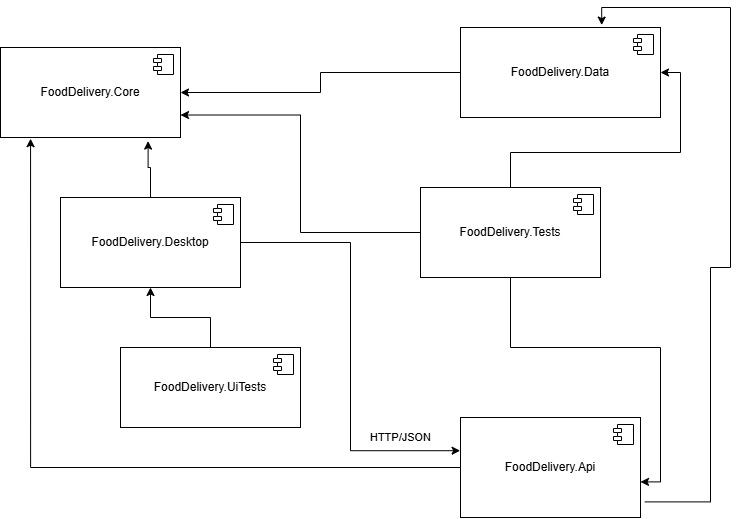 FoodDelivery.Data
FoodDelivery.Core
FoodDelivery.Tests
FoodDelivery.Desktop
FoodDelivery.UiTests
HTTP/JSON
FoodDelivery.Api